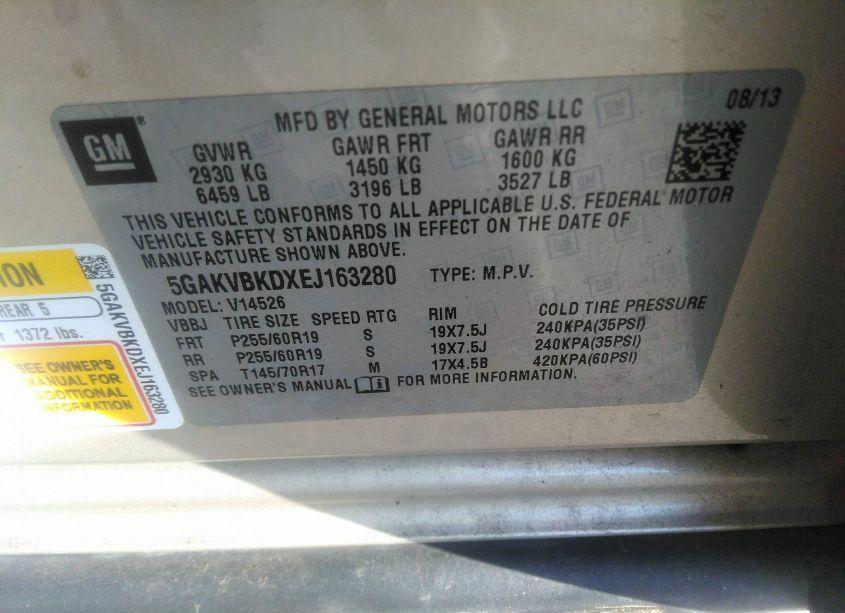 GM
MFD BY GENERAL MOTORS LLC 08/13
GVWR GAWR FRT GAWR RR
2930 KG 1450 KG 1600 KG
6459 LB 3196 LB 3527 LB
THIS VEHICLE CONFORMS TO ALL APPLICABLE U.S. FEDERAL MOTOR
VEHICLE SAFETY STANDARDS IN EFFECT ON THE DATE OF
MANUFACTURE SHOWN ABOVE.
5GAKVBKDXEJ163280 TYPE: M.P.V.
MODEL: V14526
VBBJ TIRE SIZE SPEED RTG RIM COLD TIRE PRESSURE
FRT P255/60R19 S 19X7.5J 240KPA(35PSI)
RR P255/60R19 S 19X7.5J 240KPA(35PSI)
SPA T145/70R17 M 17X4.5B 420KPA(60PSI)
SEE OWNER'S MANUAL FOR MORE INFORMATION.
REAR 5
1372 lbs.
SEE OWNER'S
MANUAL FOR
ADDITIONAL
INFORMATION
5GAKVBKDXEJ163280